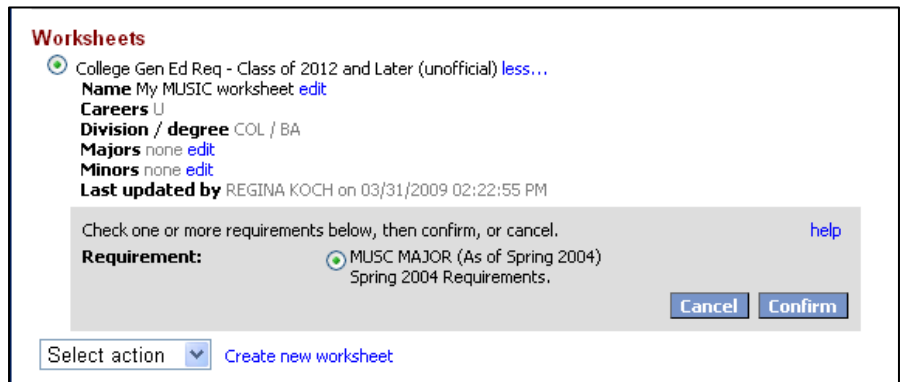 Worksheets
College Gen Ed Req - Class of 2012 and Later (unofficial) less...
Name My MUSIC worksheet edit
Careers U
Division / degree COL / BA
Majors none edit
Minors none edit
Last updated by REGINA KOCH on 03/31/2009 02:22:55 PM
Check one or more requirements below, then confirm, or cancel. help
Requirement: MUSC MAJOR (As of Spring 2004)
Spring 2004 Requirements.
Cancel Confirm
Select action Create new worksheet